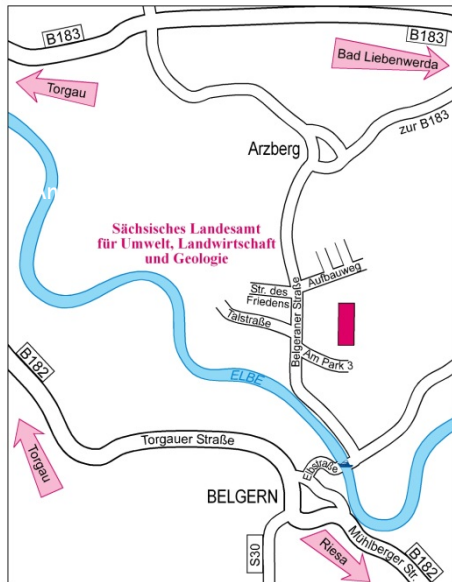 B183
B183
Torgau
Bad Liebenwerda
zur B183
Arzberg
Sächsisches Landesamt
für Umwelt, Landwirtschaft
und Geologie
Aufbauweg
Str. des
Friedens
Talstraße
Belgeraner Straße
Am Park 3
B182
ELBE
Torgauer Straße
Elbstraße
Torgau
BELGERN
S30
Riesa
Mühlberger Str.
B182